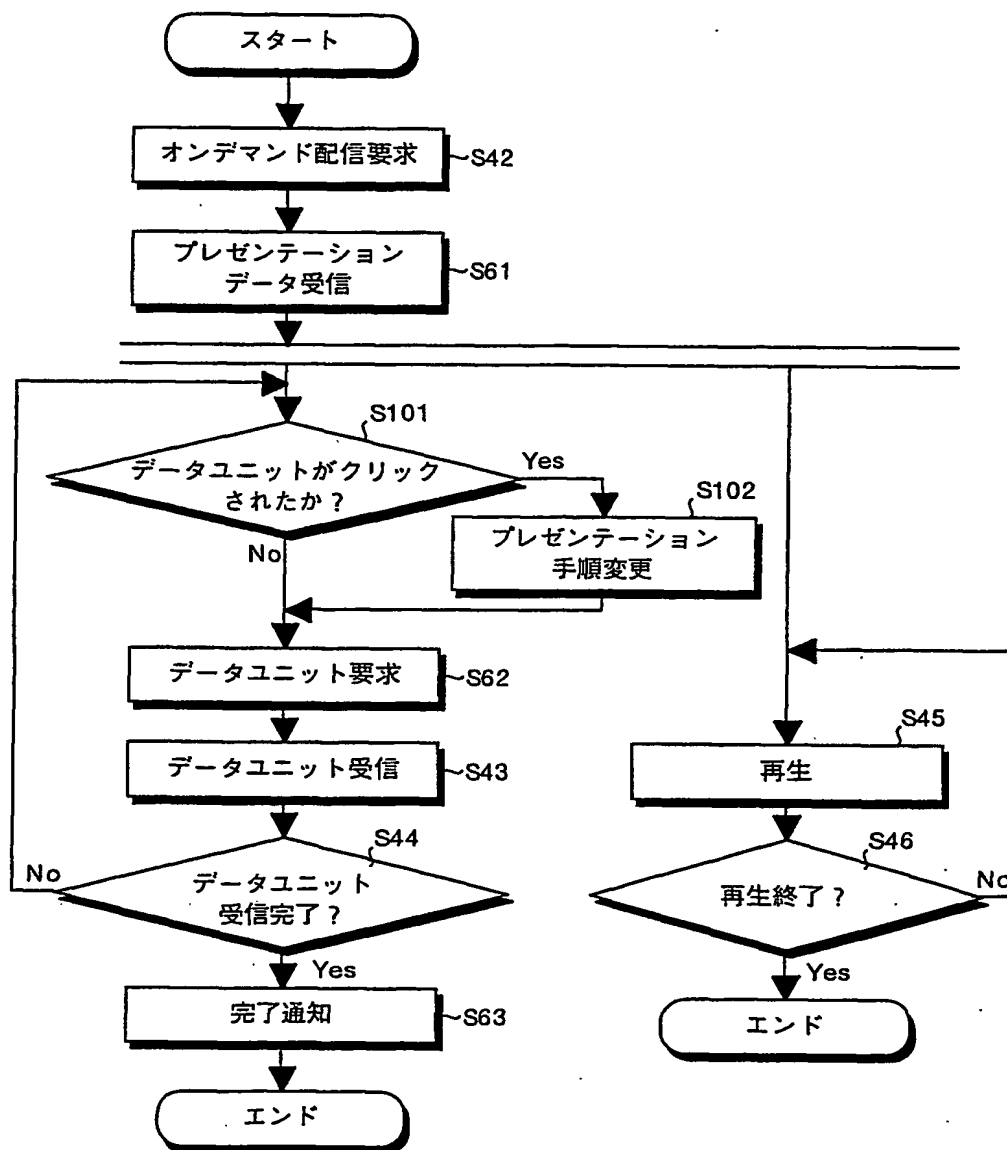 スタート
オンデマンド配信要求
S42
プレゼンテーション
データ受信
S61
S101
データユニットがクリック
されたか？
Yes
S102
プレゼンテーション
手順変更
No
データユニット要求
S62
データユニット受信
S43
S44
No
データユニット
受信完了？
Yes
完了通知
S63
エンド
S45
再生
S46
再生終了？
No
Yes
エンド